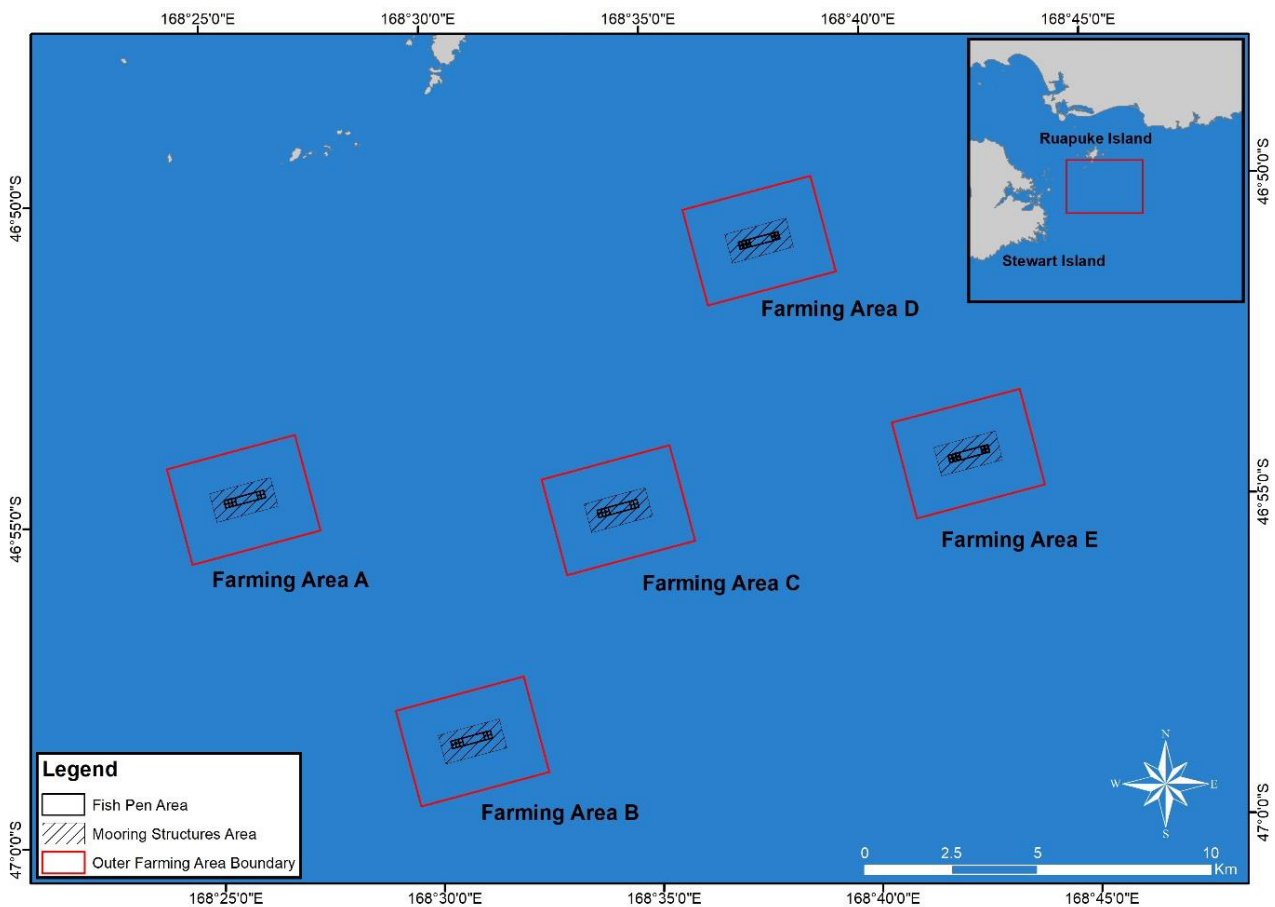 168°25'0"E 168°30'0"E 168°35'0"E 168°40'0"E 168°45'0"E
Ruapuke Island
Stewart Island
46°50'0"S
46°50'0"S
Farming Area D
46°55'0"S
46°55'0"S
Farming Area E
Farming Area A
Farming Area C
Farming Area B
N
W E
S
Legend
Fish Pen Area
Mooring Structures Area
Outer Farming Area Boundary
47°0'0"S
47°0'0"S
0 2.5 5 10
Km
168°25'0"E 168°30'0"E 168°35'0"E 168°40'0"E 168°45'0"E